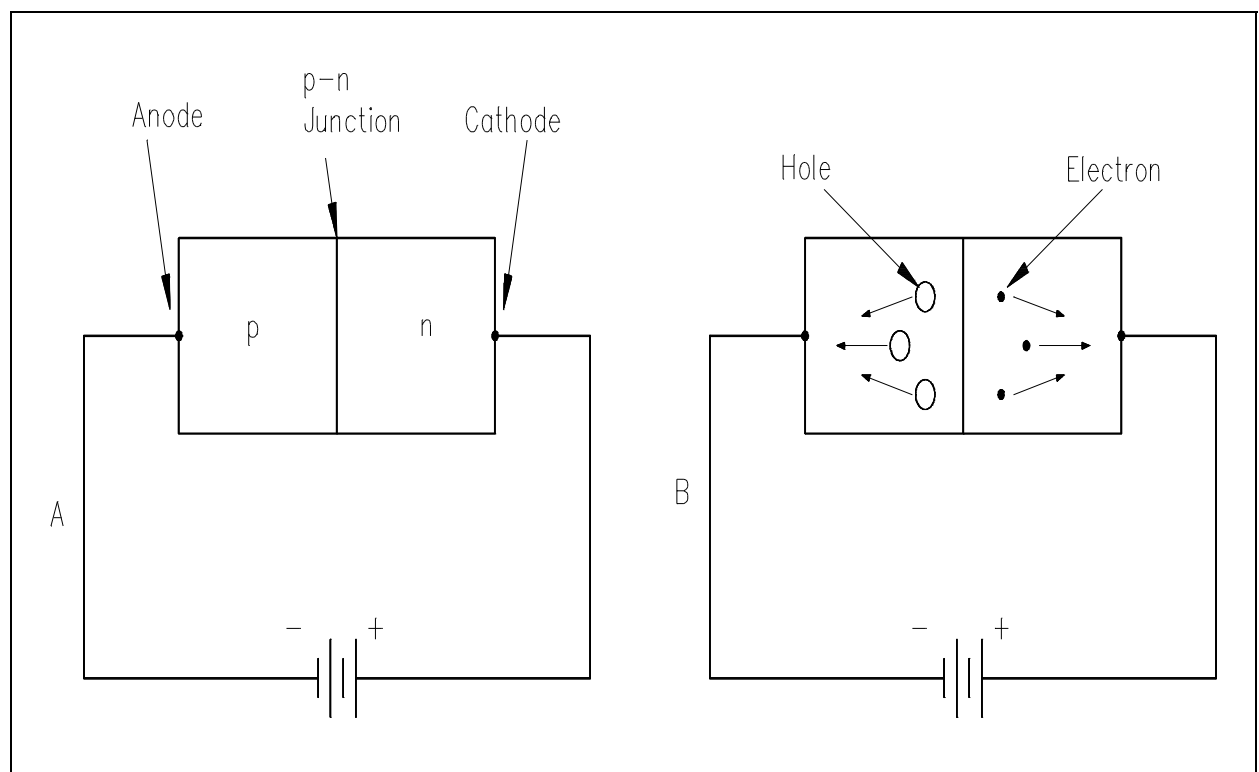 Anode
p-n
Junction
Cathode
p
n
A
- +
Hole
Electron
B
- +